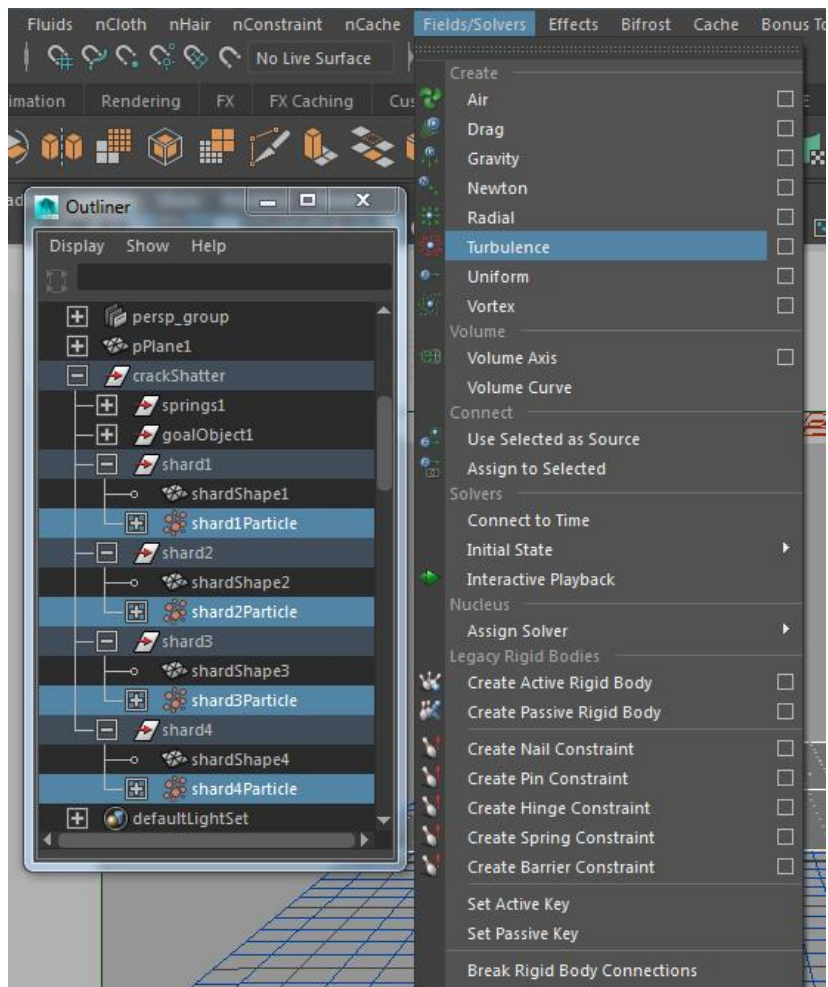 Fluids nCloth nHair nConstraint nCache Fields/Solvers Effects Bifrost Cache Bonus
No Live Surface
Rendering FX FX Caching
Outliner
Display Show Help
persp_group
pPlane1
crackShatter
springs1
goalObject1
shard1
shardShape1
shard1Particle
shard2
shardShape2
shard2Particle
shard3
shardShape3
shard3Particle
shard4
shardShape4
shard4Particle
defaultLightSet
Create
Air
Drag
Gravity
Newton
Radial
Turbulence
Uniform
Vortex
Volume
Volume Axis
Volume Curve
Connect
Use Selected as Source
Assign to Selected
Solvers
Connect to Time
Initial State
Interactive Playback
Nucleus
Assign Solver
Legacy Rigid Bodies
Create Active Rigid Body
Create Passive Rigid Body
Create Nail Constraint
Create Pin Constraint
Create Hinge Constraint
Create Spring Constraint
Create Barrier Constraint
Set Active Key
Set Passive Key
Break Rigid Body Connections